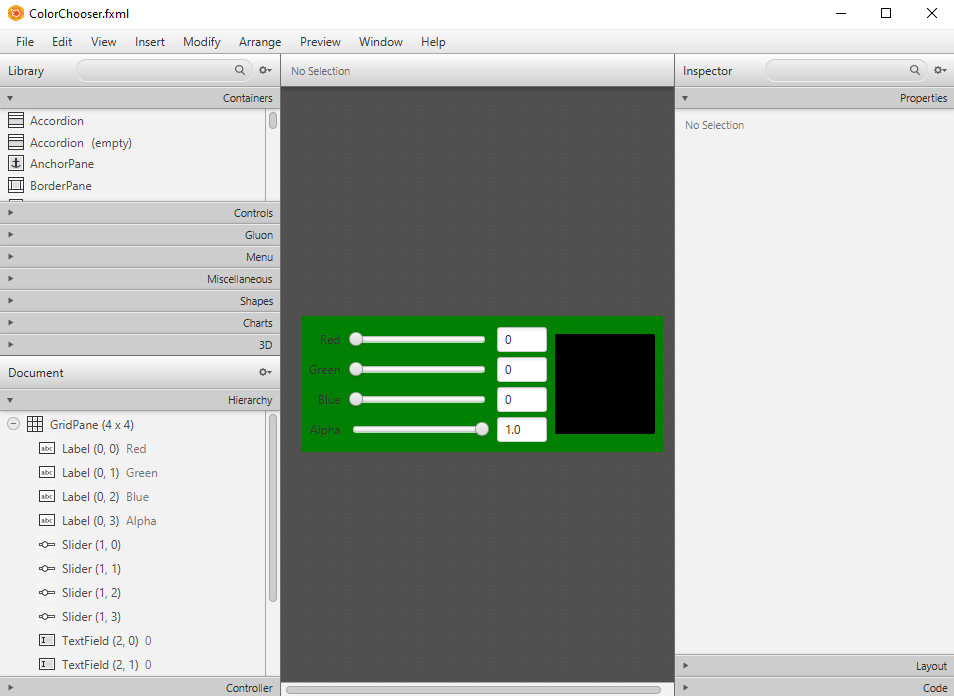 ColorChooser.fxml
File Edit View Insert Modify Arrange Preview Window Help
Library
Containers
Accordion
Accordion (empty)
AnchorPane
BorderPane
Controls
Gluon
Menu
Miscellaneous
Shapes
Charts
3D
Document
Hierarchy
GridPane (4 x 4)
abc Label (0, 0) Red
abc Label (0, 1) Green
abc Label (0, 2) Blue
abc Label (0, 3) Alpha
Slider (1, 0)
Slider (1, 1)
Slider (1, 2)
Slider (1, 3)
TextField (2, 0) 0
TextField (2, 1) 0
Controller
No Selection
Red 0
Green 0
Blue 0
Alpha 1.0
Inspector
Properties
No Selection
Layout
Code